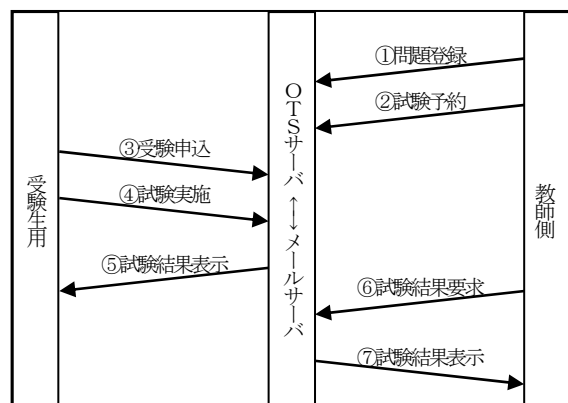 ①問題登録
②試験予約
③受験申込
④試験実施
⑤試験結果表示
⑥試験結果要求
⑦試験結果表示
受験生用
OTSサーバ ←→メールサーバ
教師側